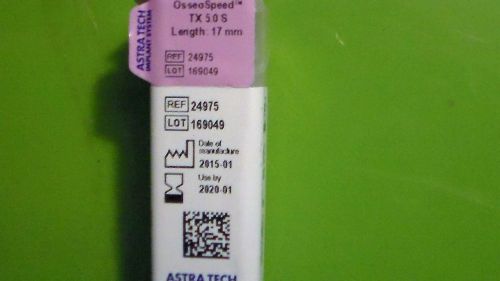 OsseoSpeed™
TX 5.0 S
Length: 17 mm
REF 24975
LOT 169049
ASTRA TECH
IMPLANT SYSTEM
REF 24975
LOT 169049
Date of
manufacture
2015-01
Use by
2020-01
ASTRA TECH